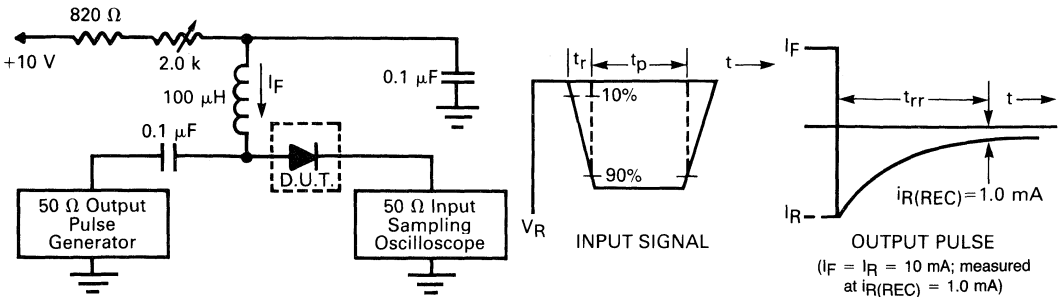 820 Ω
+10 V
2.0 k
100 µH
I_F
0.1 µF
0.1 µF
D.U.T.
50 Ω Output
Pulse
Generator
50 Ω Input
Sampling
Oscilloscope
t_r
t_p
t
10%
90%
V_R
INPUT SIGNAL
I_F
t_rr
t
i_R(REC) = 1.0 mA
I_R
OUTPUT PULSE
(I_F = I_R = 10 mA; measured
at i_R(REC) = 1.0 mA)